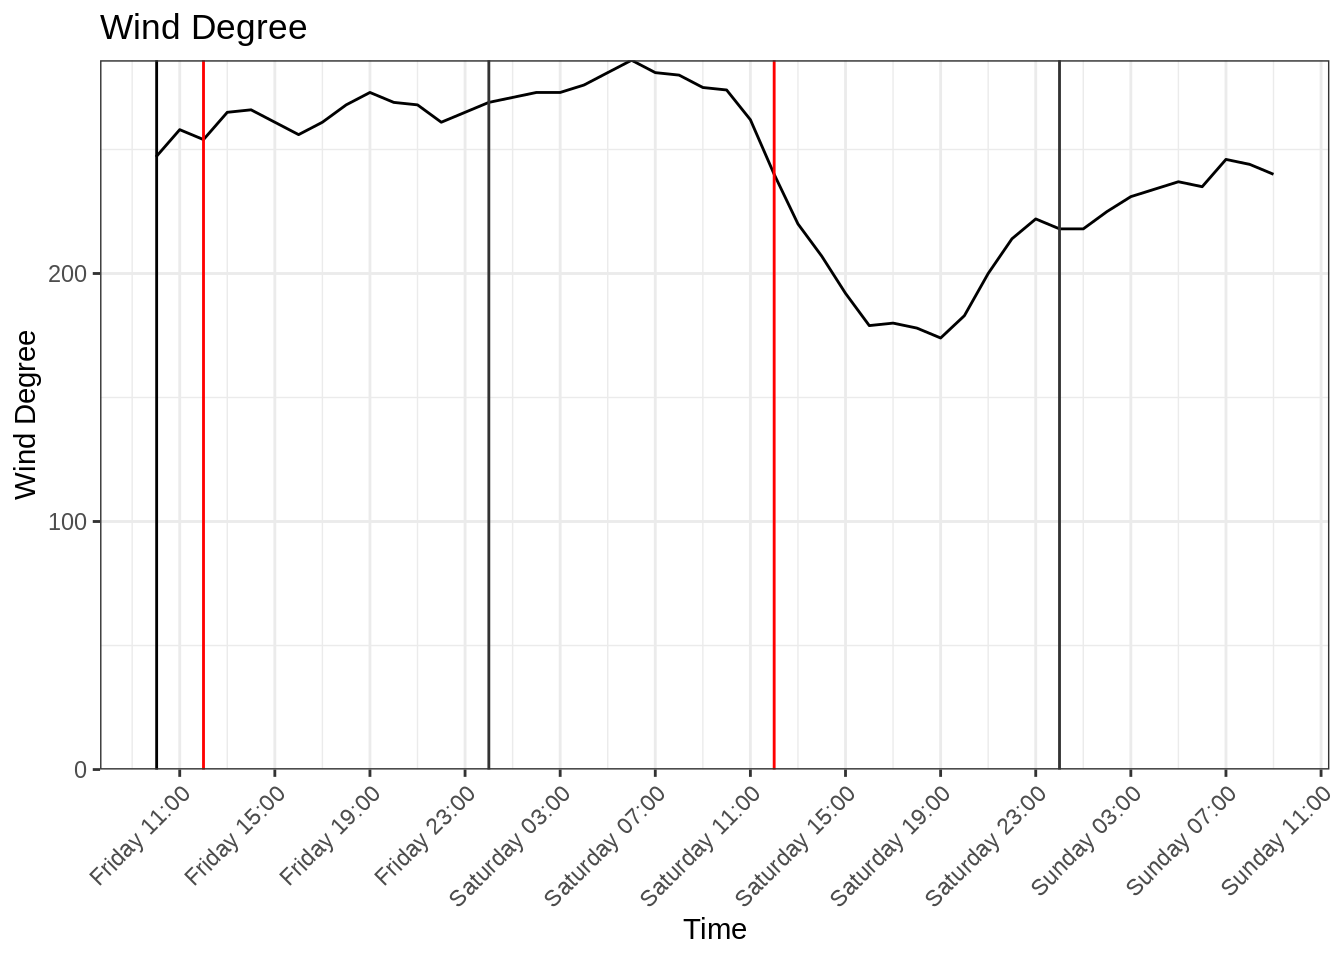 Wind Degree
Wind Degree
200
100
0
Friday 11:00
Friday 15:00
Friday 19:00
Friday 23:00
Saturday 03:00
Saturday 07:00
Saturday 11:00
Saturday 15:00
Saturday 19:00
Saturday 23:00
Sunday 03:00
Sunday 07:00
Sunday 11:00
Time